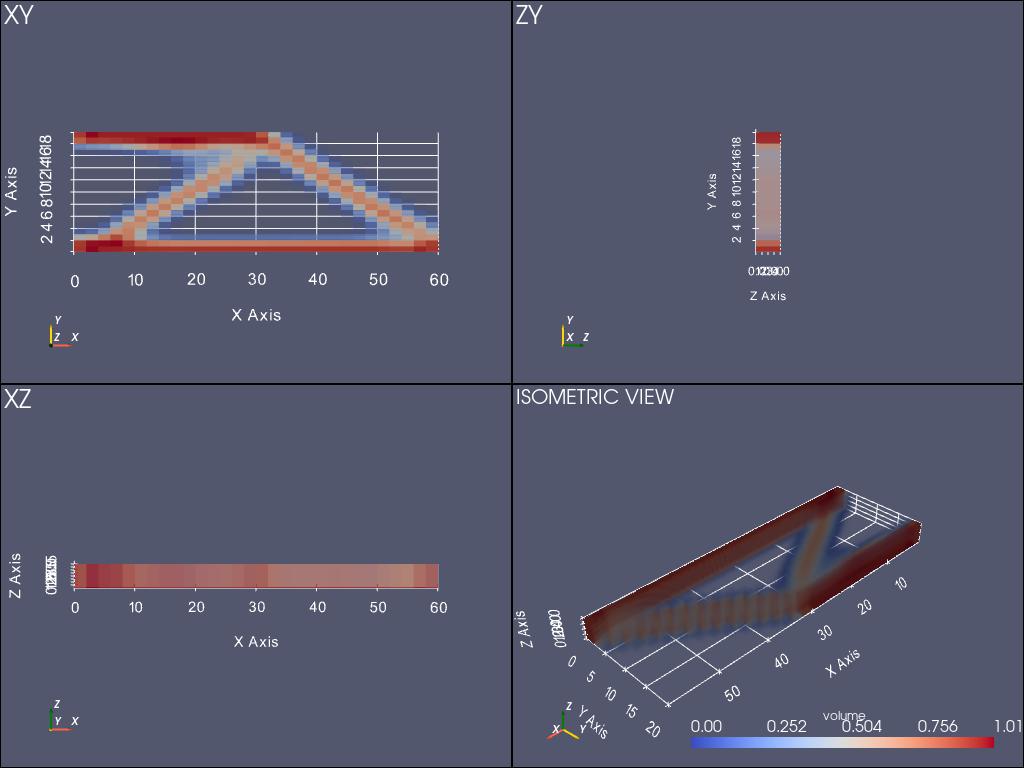 XY
Y Axis
2 4 6 8 10 12 14 16 18
0 10 20 30 40 50 60
X Axis
Y
Z X
ZY
Y Axis
2 4 6 8 10 12 14 16 18
Z Axis
Y
X Z
XZ
Z Axis
0 10 20 30 40 50 60
X Axis
Z
Y X
ISOMETRIC VIEW
Z Axis
0 5 10 15 20
Y Axis
50 40 30 20 10
X Axis
Z
X Y
volume
0.00 0.252 0.504 0.756 1.01